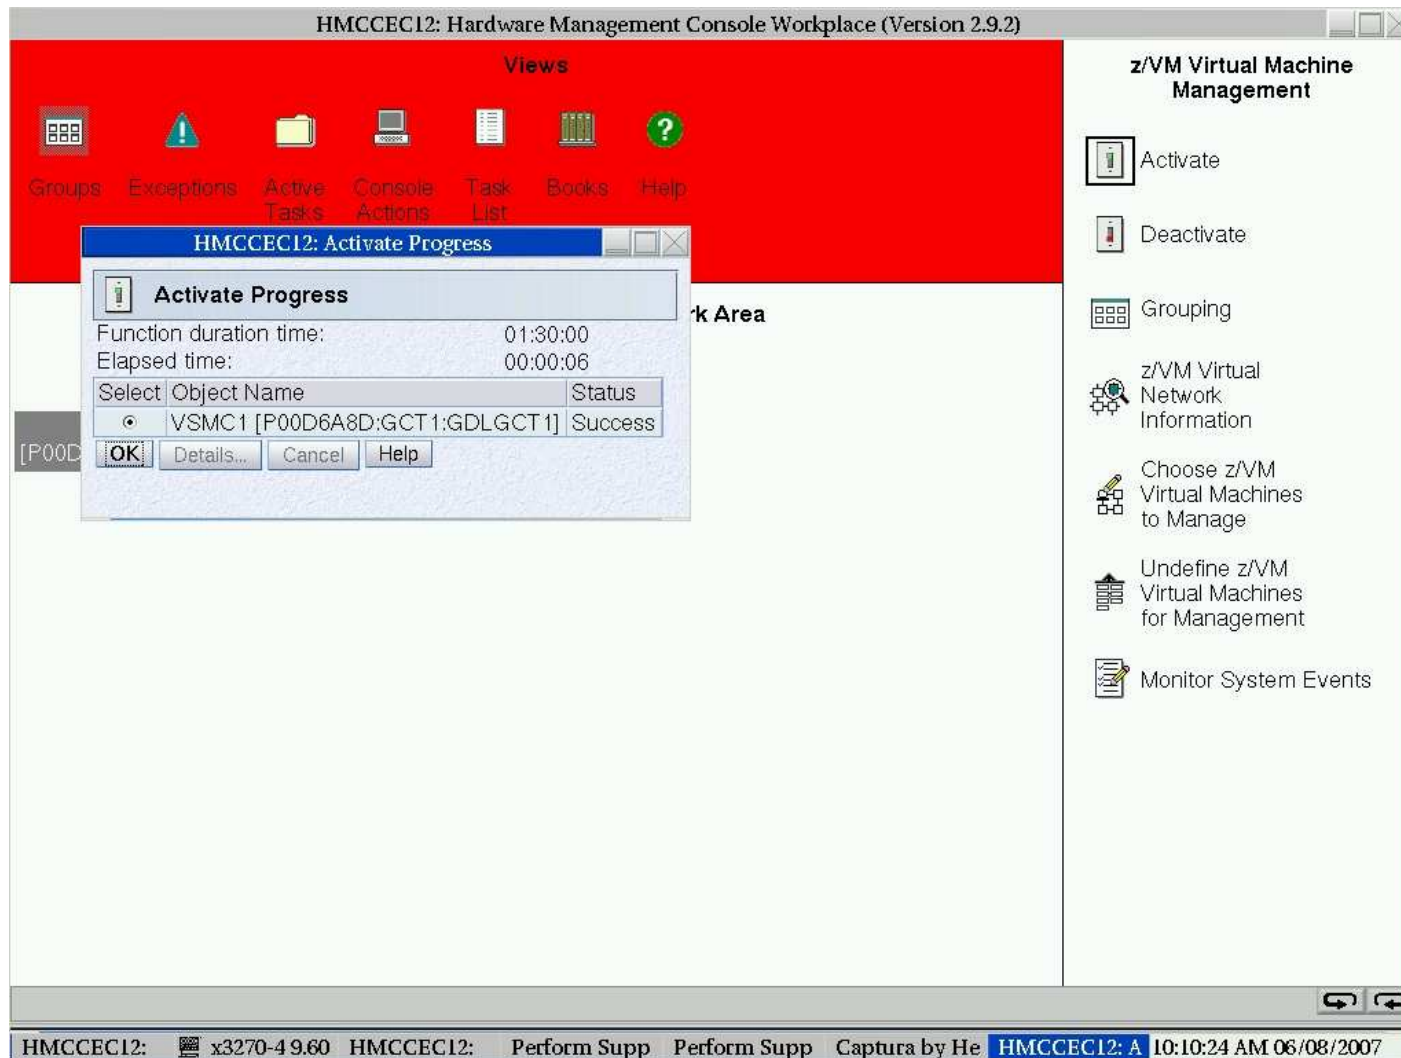 HMCCEC12: Hardware Management Console Workplace (Version 2.9.2)
Views
Groups
Exceptions
Active
Tasks
Console
Actions
Task
List
Books
Help
HMCCEC12: Activate Progress
Activate Progress
Function duration time: 01:30:00
Elapsed time: 00:00:06
Select Object Name Status
VSMC1 [P00D6A8D:GCT1:GDLGCT1] Success
OK Details... Cancel Help
rk Area
[P00D
z/VM Virtual Machine
Management
Activate
Deactivate
Grouping
z/VM Virtual
Network
Information
Choose z/VM
Virtual Machines
to Manage
Undefine z/VM
Virtual Machines
for Management
Monitor System Events
HMCCEC12: x3270-4 9.60 HMCCEC12: Perform Supp Perform Supp Captura by He HMCCEC12: A 10:10:24 AM 06/08/2007